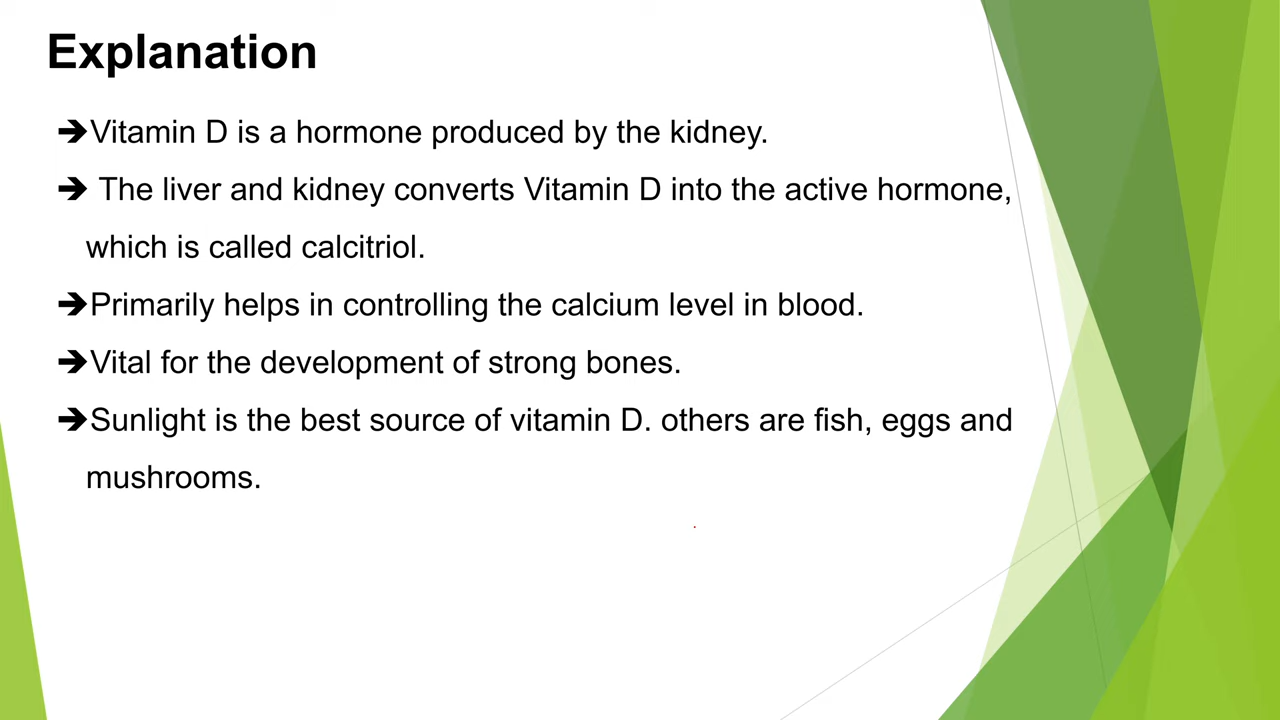 Explanation
➔Vitamin D is a hormone produced by the kidney.
➔ The liver and kidney converts Vitamin D into the active hormone,
which is called calcitriol.
➔Primarily helps in controlling the calcium level in blood.
➔Vital for the development of strong bones.
➔Sunlight is the best source of vitamin D. others are fish, eggs and
mushrooms.